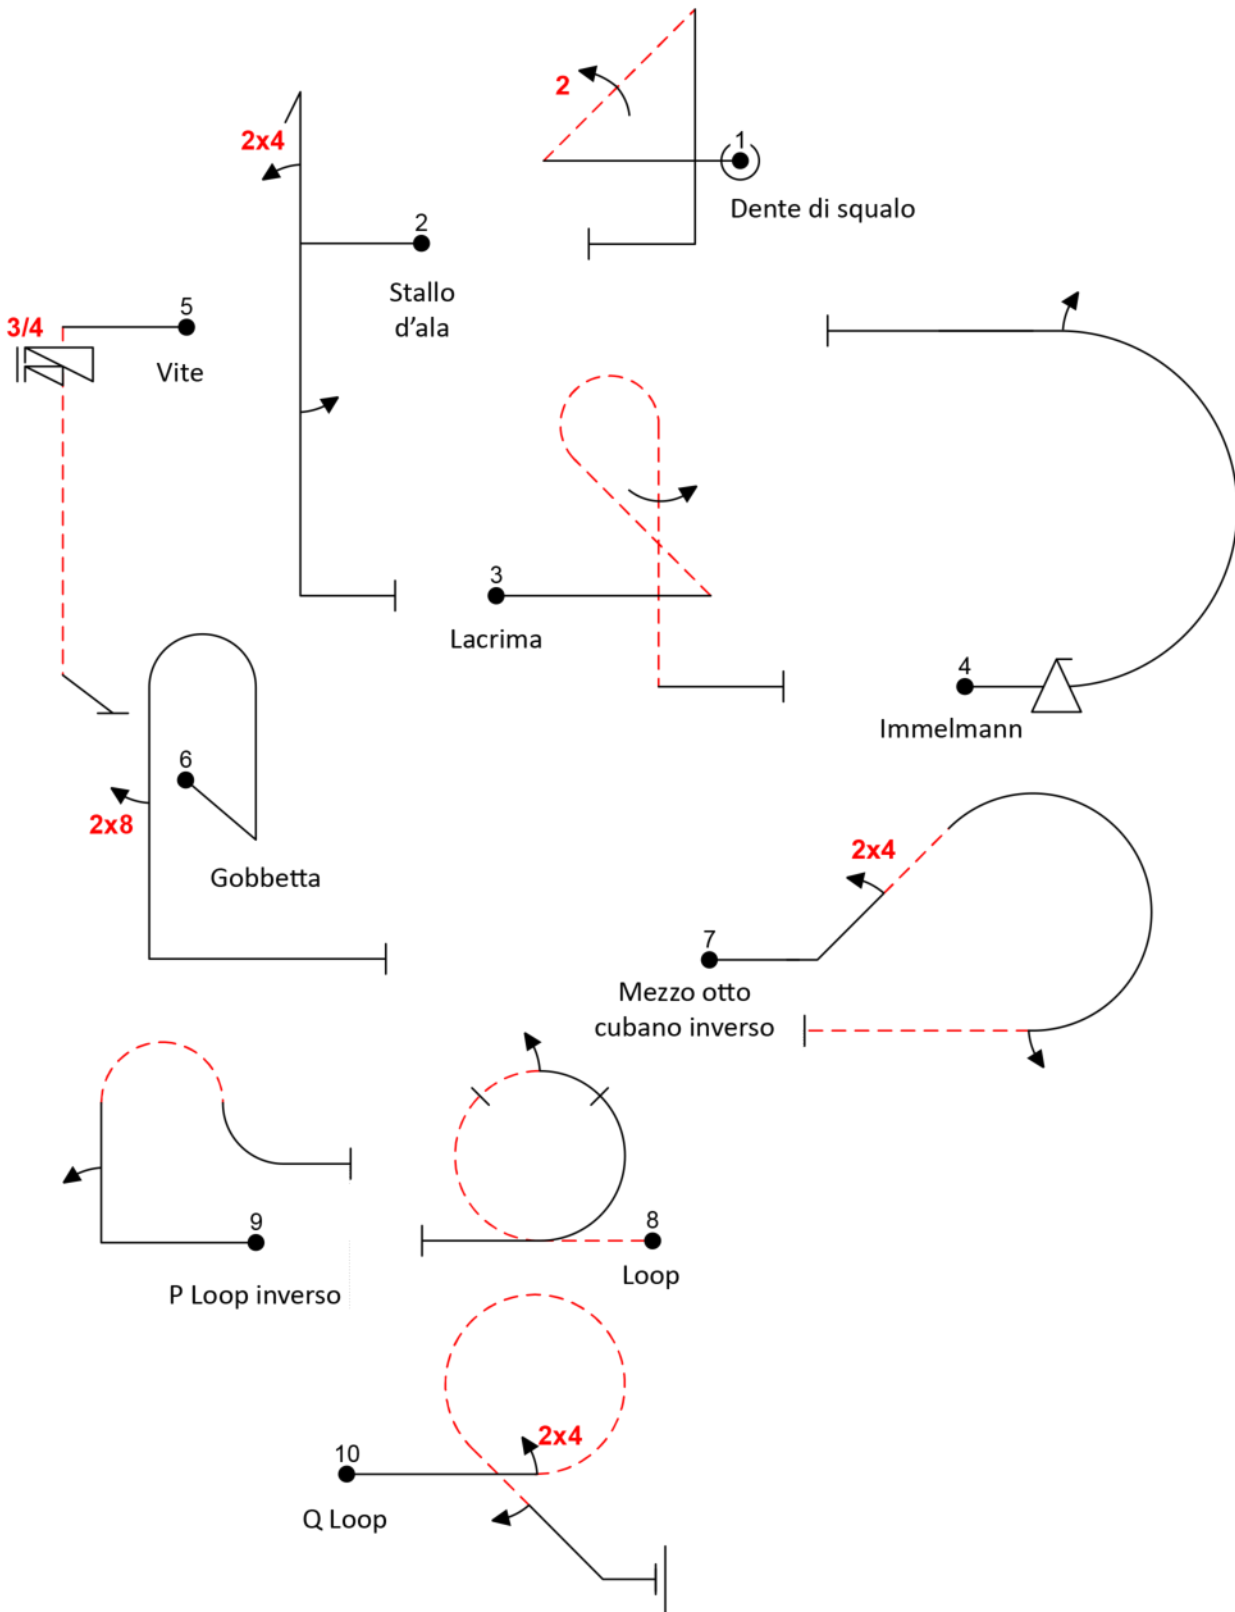 2
1
Dente di squalo
2x4
2
Stallo
d'ala
5
3/4
Vite
3
Lacrima
4
Immelmann
6
2x8
Gobbetta
2x4
7
Mezzo otto
cubano inverso
9
P Loop inverso
8
Loop
2x4
10
Q Loop